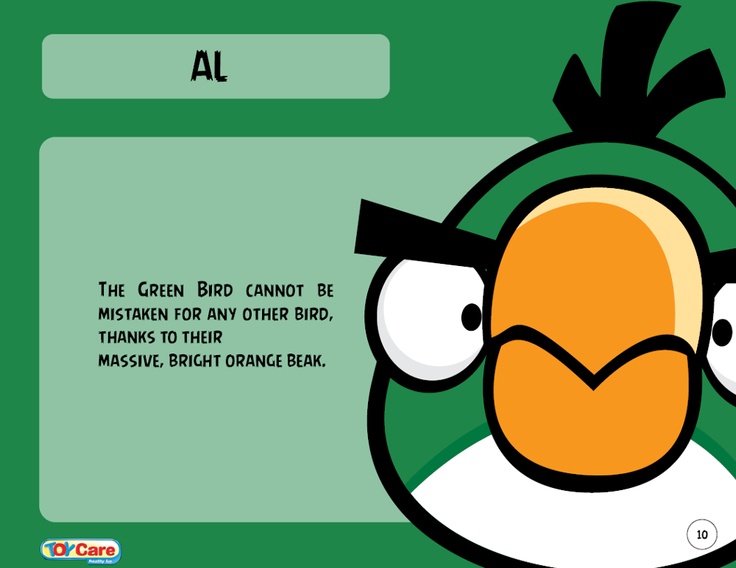 AL
The Green Bird cannot be
mistaken for any other bird,
thanks to their
massive, bright orange beak.
ToyCare
10